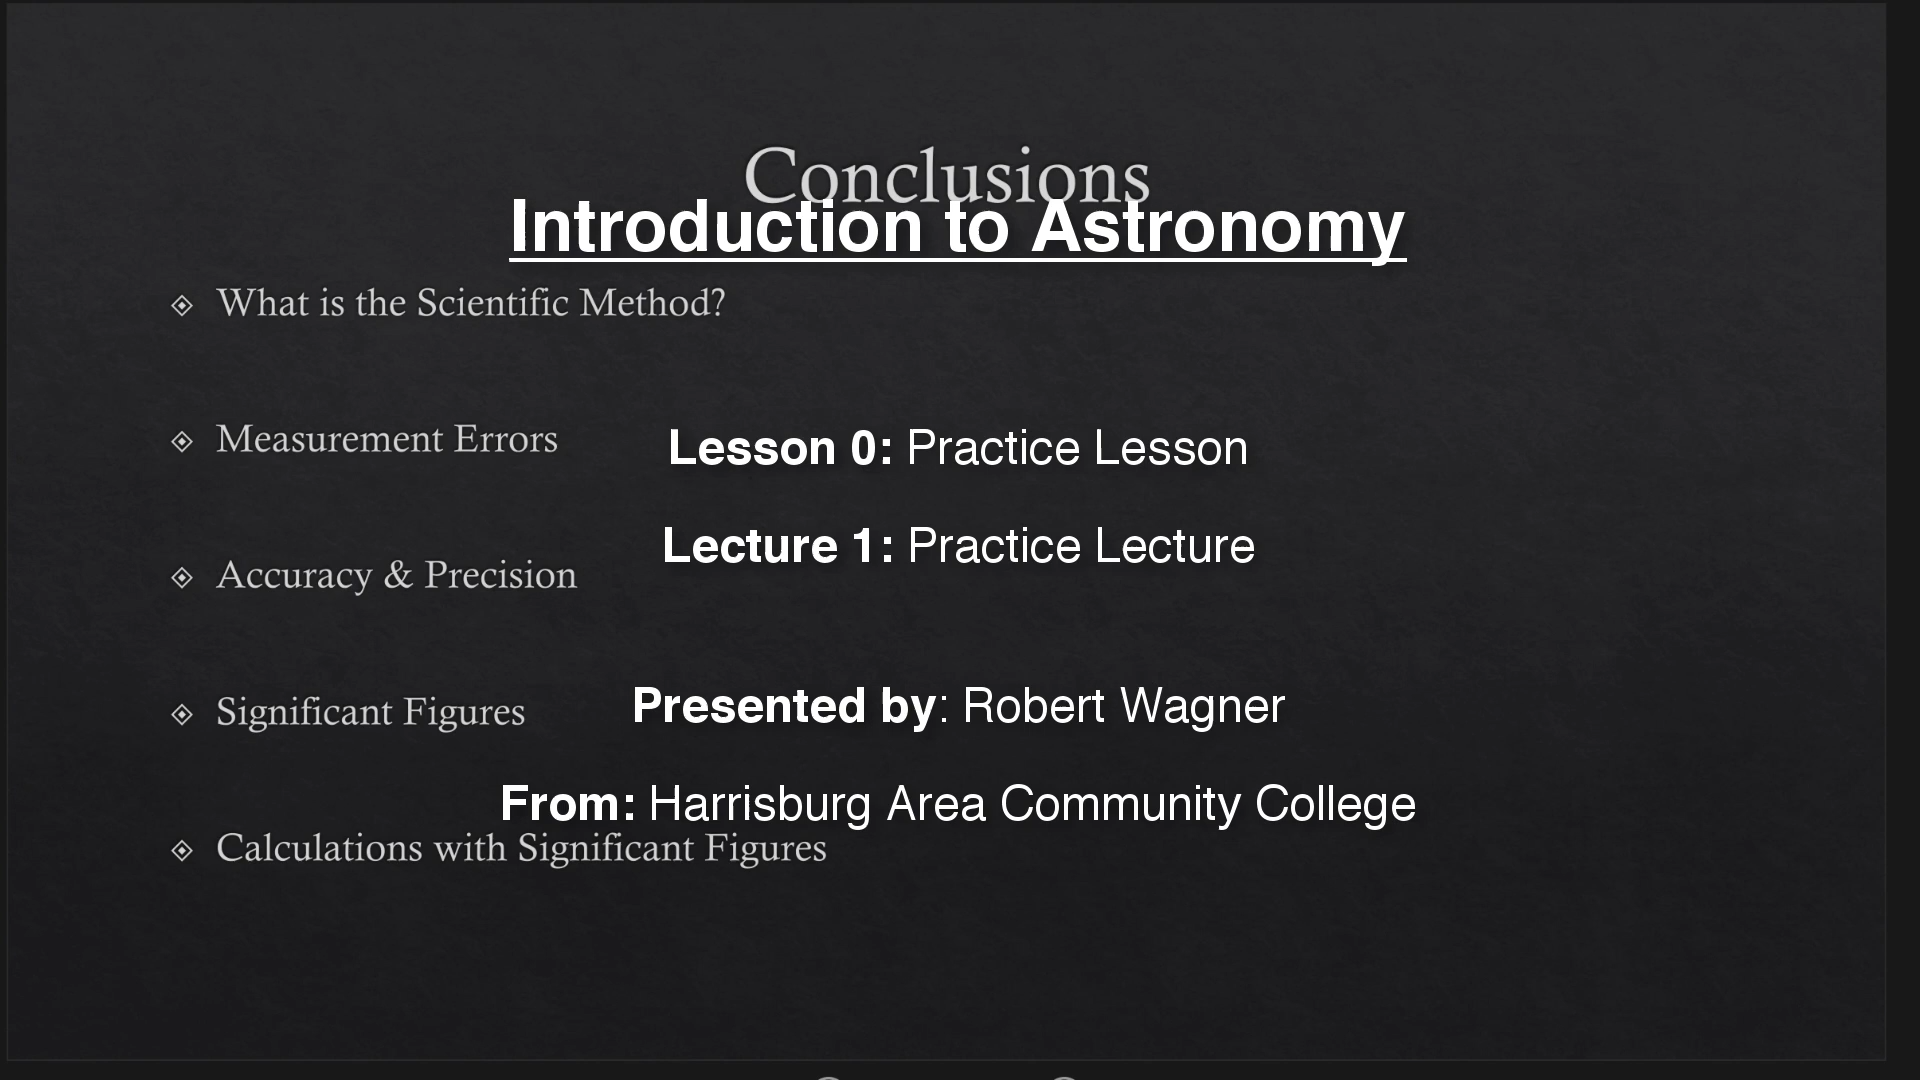 Conclusions
Introduction to Astronomy
What is the Scientific Method?
Measurement Errors
Lesson 0: Practice Lesson
Lecture 1: Practice Lecture
Accuracy & Precision
Significant Figures
Presented by: Robert Wagner
From: Harrisburg Area Community College
Calculations with Significant Figures